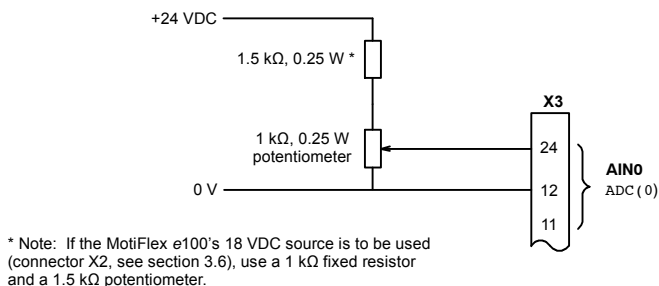 +24 VDC
1.5 kΩ, 0.25 W *
X3
1 kΩ, 0.25 W
potentiometer
24
AIN0
ADC(0)
0 V
12
11
* Note: If the MotiFlex e100's 18 VDC source is to be used
(connector X2, see section 3.6), use a 1 kΩ fixed resistor
and a 1.5 kΩ potentiometer.